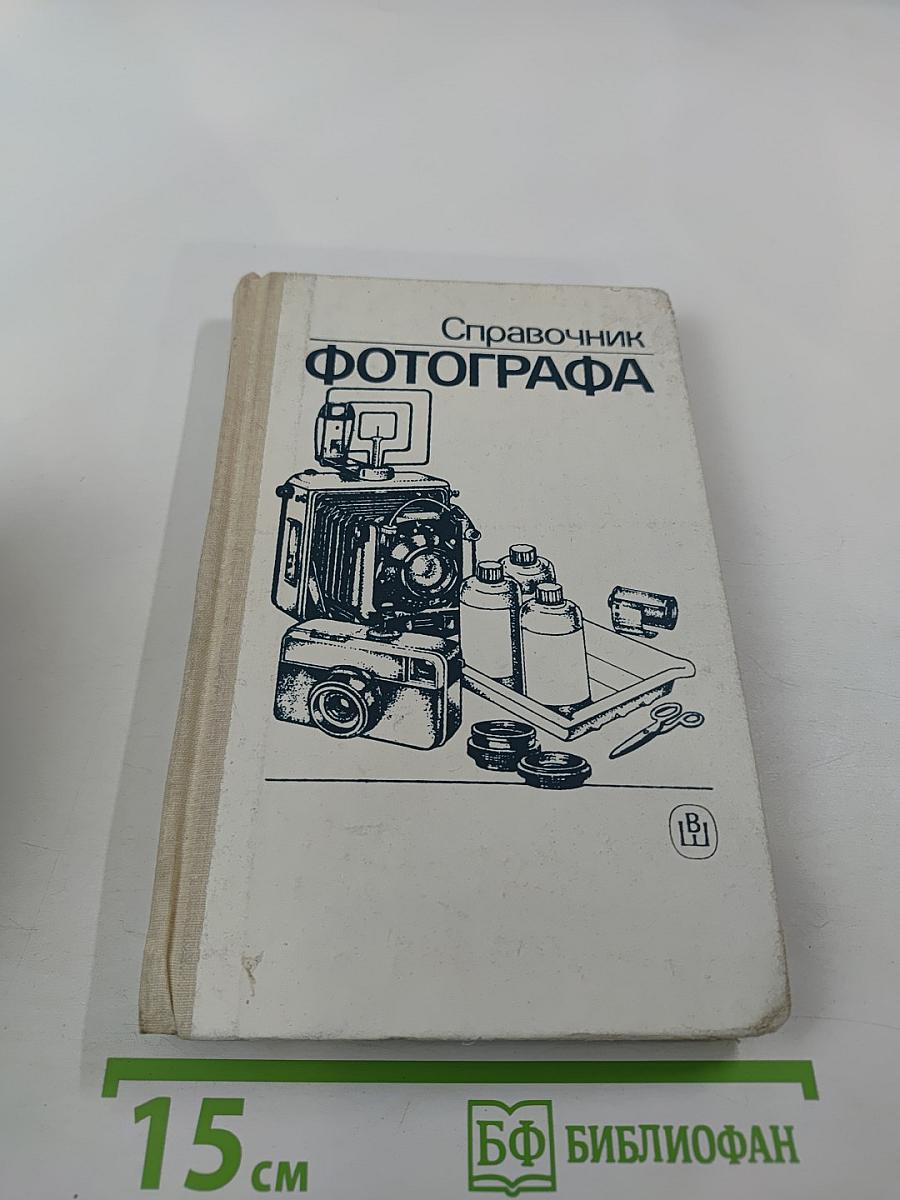 Справочник
ФОТОГРАФА
ВШ
15 см
БФ БИБЛИОФАН